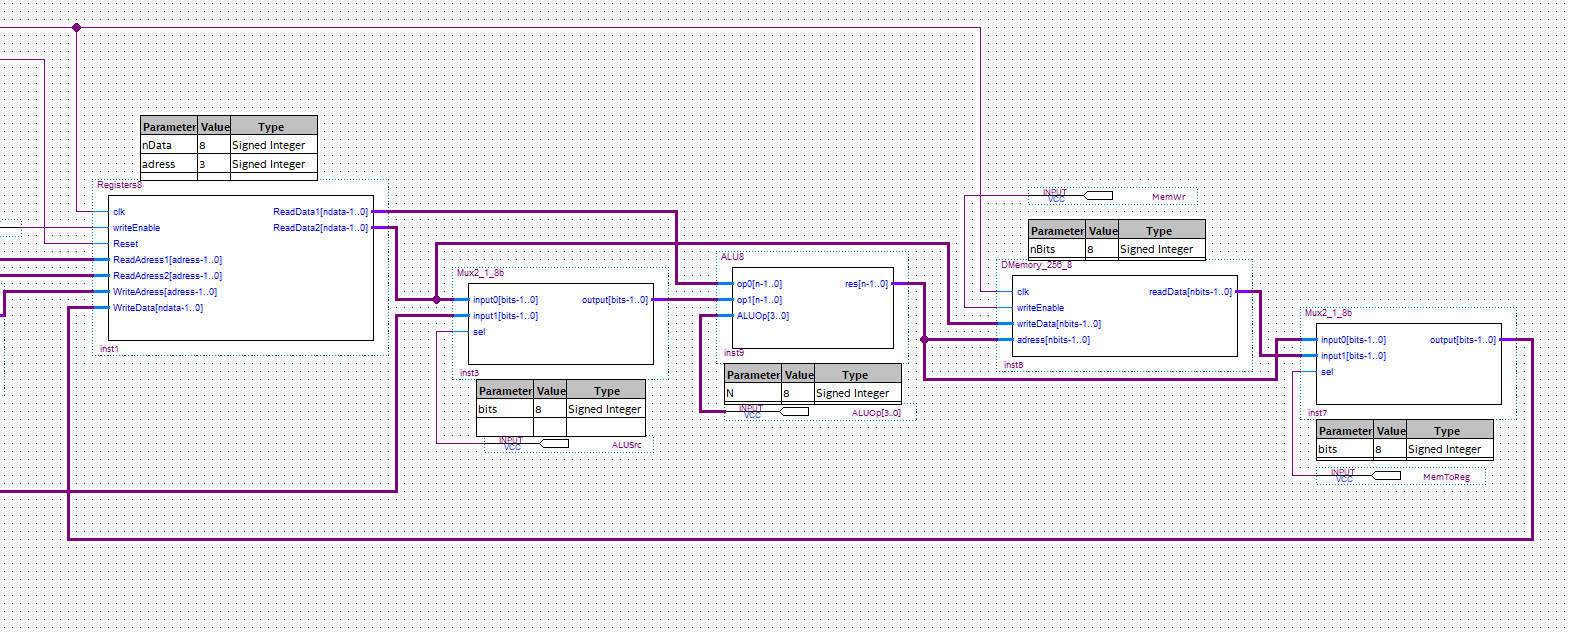 Parameter Value Type
nData 8 Signed Integer
adress 3 Signed Integer
Registers8
clk
writeEnable
Reset
ReadAdress1[adress-1..0]
ReadAdress2[adress-1..0]
WriteAdress[adress-1..0]
WriteData[ndata-1..0]
ReadData1[ndata-1..0]
ReadData2[ndata-1..0]
inst1
Mux2_1_8b
input0[bits-1..0]
input1[bits-1..0]
sel
output[bits-1..0]
inst3
Parameter Value Type
bits 8 Signed Integer
INPUT
VCC
ALUSrc
ALU8
op0[n-1..0]
op1[n-1..0]
ALUOp[3..0]
res[n-1..0]
inst9
Parameter Value Type
N 8 Signed Integer
INPUT
VCC
ALUOp[3..0]
INPUT
VCC
MemWr
Parameter Value Type
nBits 8 Signed Integer
DMemory_256_8
clk
writeEnable
writeData[nbits-1..0]
adress[nbits-1..0]
readData[nbits-1..0]
inst8
Mux2_1_8b
input0[bits-1..0]
input1[bits-1..0]
sel
output[bits-1..0]
inst7
Parameter Value Type
bits 8 Signed Integer
INPUT
VCC
MemToReg